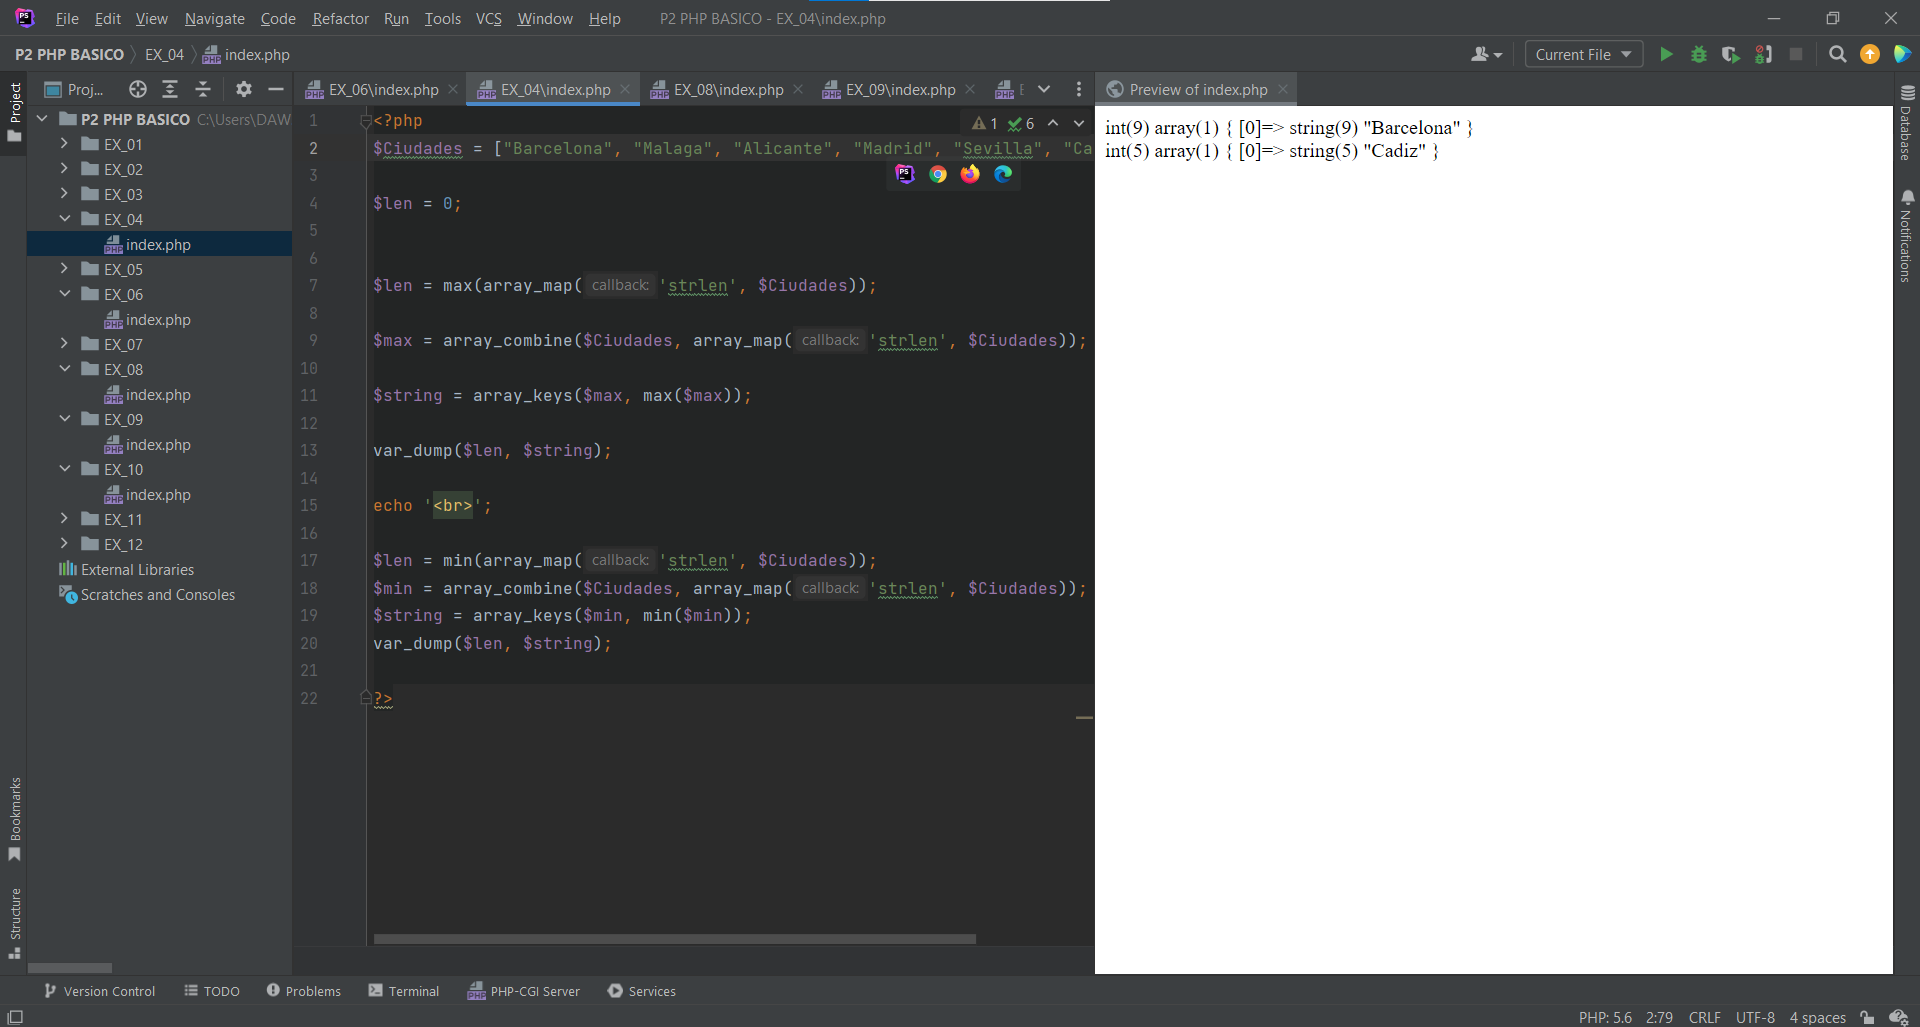 File Edit View Navigate Code Refactor Run Tools VCS Window Help P2 PHP BASICO - EX_04\index.php
P2 PHP BASICO EX_04 index.php Current File
Project
Proj...
EX_06\index.php EX_04\index.php EX_08\index.php EX_09\index.php E
Preview of index.php
P2 PHP BASICO C:\Users\DAW
EX_01
EX_02
EX_03
EX_04
index.php
EX_05
EX_06
index.php
EX_07
EX_08
index.php
EX_09
index.php
EX_10
index.php
EX_11
EX_12
External Libraries
Scratches and Consoles
1 <?php
1 6
2 $Ciudades = ["Barcelona", "Malaga", "Alicante", "Madrid", "Sevilla", "Ca
3
4 $len = 0;
5
6
7 $len = max(array_map( callback: 'strlen', $Ciudades));
8
9 $max = array_combine($Ciudades, array_map( callback: 'strlen', $Ciudades));
10
11 $string = array_keys($max, max($max));
12
13 var_dump($len, $string);
14
15 echo '<br>';
16
17 $len = min(array_map( callback: 'strlen', $Ciudades));
18 $min = array_combine($Ciudades, array_map( callback: 'strlen', $Ciudades));
19 $string = array_keys($min, min($min));
20 var_dump($len, $string);
21
22 ?>
int(9) array(1) { [0]=> string(9) "Barcelona" }
int(5) array(1) { [0]=> string(5) "Cadiz" }
Database
Notifications
Bookmarks
Structure
Version Control TODO Problems Terminal PHP-CGI Server Services
PHP: 5.6 2:79 CRLF UTF-8 4 spaces